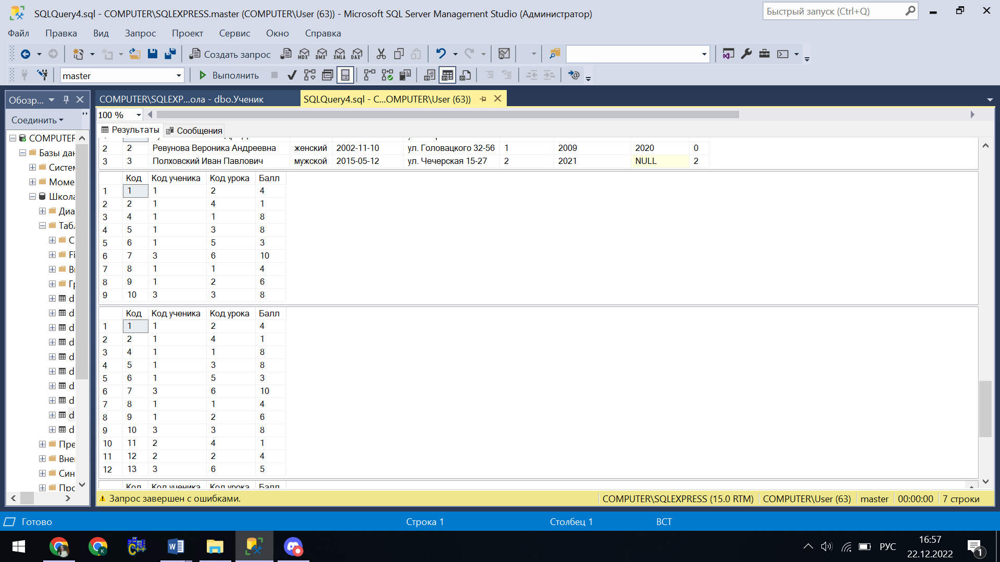 SQLQuery4.sql - COMPUTER\SQLEXPRESS.master (COMPUTER\User (63)) - Microsoft SQL Server Management Studio (Администратор)
Быстрый запуск (Ctrl+Q)
Файл Правка Вид Запрос Проект Сервис Окно Справка
Создать запрос MDX DMX XMLA DAX
master Выполнить
Обозр... COMPUTER\SQLEXP...ола - dbo.Ученик SQLQuery4.sql - C...OMPUTER\User (63))
Соединить
100 %
Результаты Сообщения
COMPUTER
Базы дан
Систем
Моме
Школа
Диа
Табл
С
Fi
Вн
Гр
d
d
d
d
d
d
d
d
d
d
Пре
Вне
Син
Про
2 2 Ревунова Вероника Андреевна женский 2002-11-10 ул. Головацкого 32-56 1 2009 2020 0
3 3 Полховский Иван Павлович мужской 2015-05-12 ул. Чечерская 15-27 2 2021 NULL 2
Код Код ученика Код урока Балл
1 1 1 2 4
2 2 1 4 1
3 4 1 1 8
4 5 1 3 8
5 6 1 5 3
6 7 3 6 10
7 8 1 1 4
8 9 1 2 6
9 10 3 3 8
Код Код ученика Код урока Балл
1 1 1 2 4
2 2 1 4 1
3 4 1 1 8
4 5 1 3 8
5 6 1 5 3
6 7 3 6 10
7 8 1 1 4
8 9 1 2 6
9 10 3 3 8
10 11 2 4 1
11 12 2 2 4
12 13 3 6 5
Код Код ученика Код урока Балл
Запрос завершен с ошибками. COMPUTER\SQLEXPRESS (15.0 RTM) COMPUTER\User (63) master 00:00:00 7 строки
Готово Строка 1 Столбец 1 ВСТ
РУС 16:57
22.12.2022
1